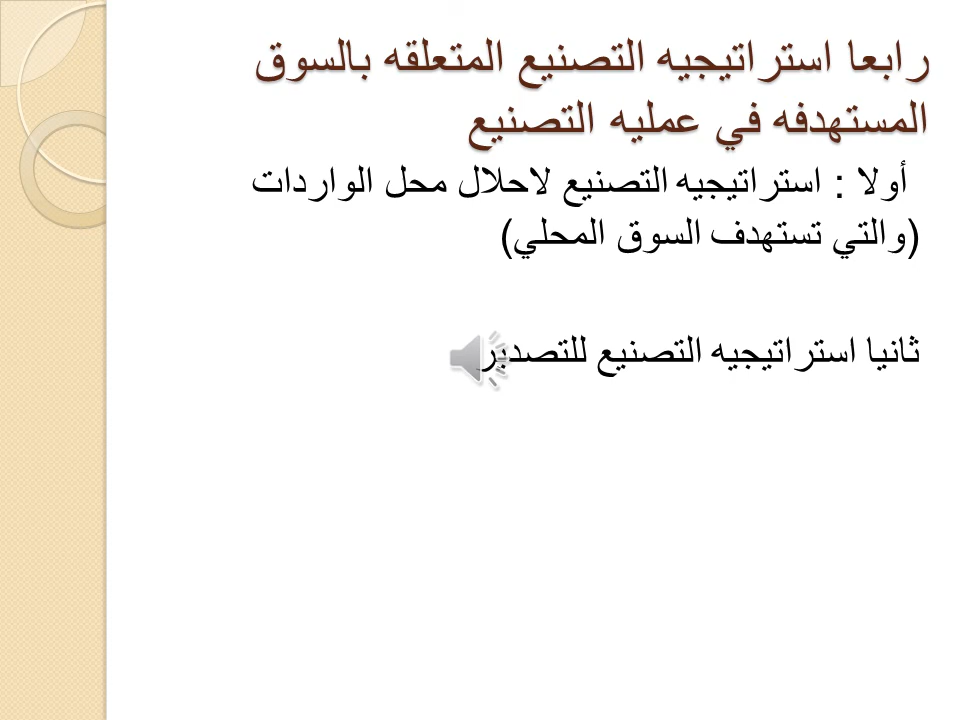 رابعا استراتيجيه التصنيع المتعلقه بالسوق
المستهدفه في عمليه التصنيع
أولا : استراتيجيه التصنيع لاحلال محل الواردات
(والتي تستهدف السوق المحلي)
ثانيا استراتيجيه التصنيع للتصدير